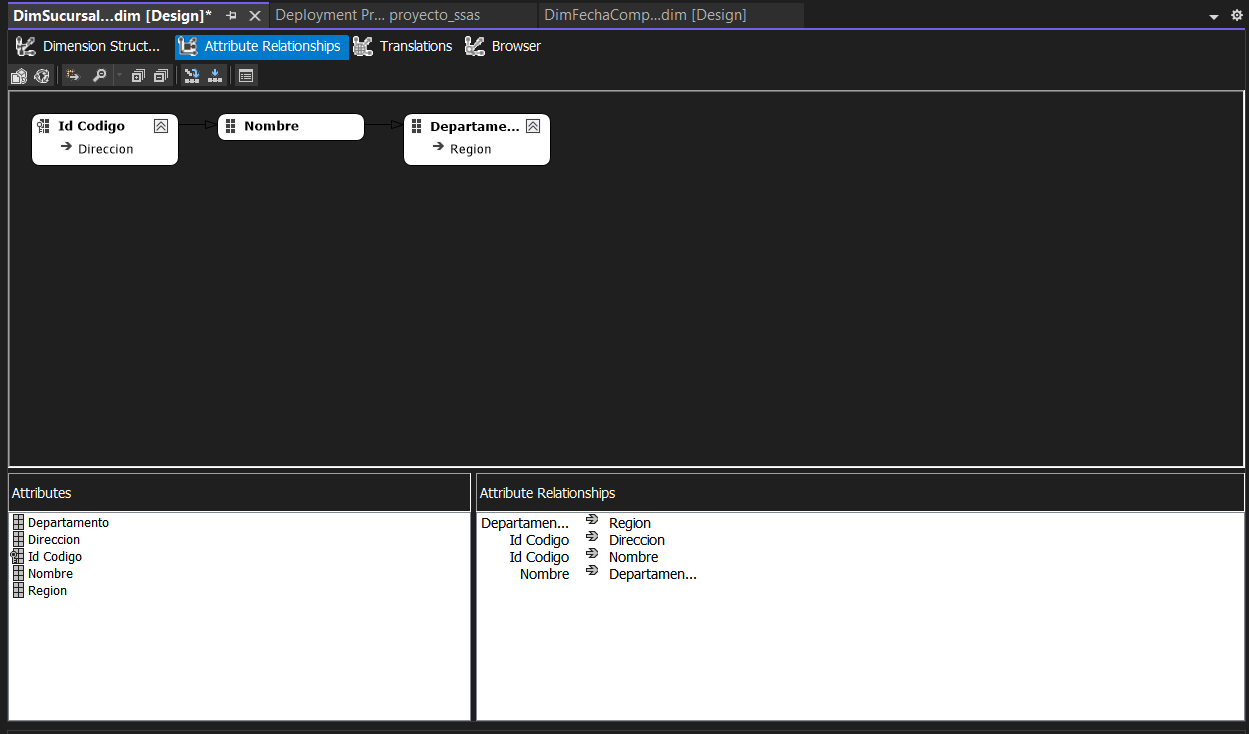 DimSucursal...dim [Design]*
Deployment Pr... proyecto_ssas
DimFechaComp...dim [Design]
Dimension Struct...
Attribute Relationships
Translations
Browser
Id Codigo
Direccion
Nombre
Departame...
Region
Attributes
Departamento
Direccion
Id Codigo
Nombre
Region
Attribute Relationships
Departamen... Region
Id Codigo Direccion
Id Codigo Nombre
Nombre Departamen...